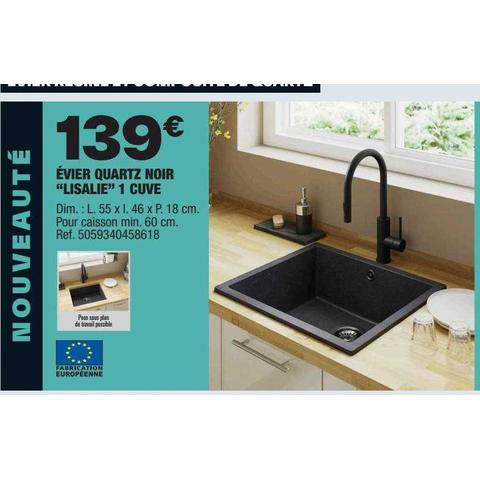 NOUVEAUTÉ
139€
ÉVIER QUARTZ NOIR
“LISALIE” 1 CUVE
Dim. : L. 55 x l. 46 x P. 18 cm.
Pour caisson min. 60 cm.
Ref. 5059340458618
Pose sous plan
de travail possible
FABRICATION
EUROPÉENNE